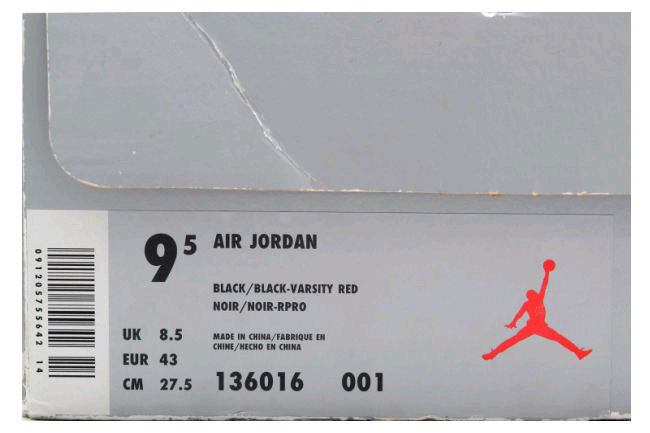 9⁵
AIR JORDAN
BLACK/BLACK-VARSITY RED
NOIR/NOIR-RPRO
UK 8.5
EUR 43
CM 27.5
MADE IN CHINA/FABRIQUE EN
CHINE/HECHO EN CHINA
136016 001
091205755642 14